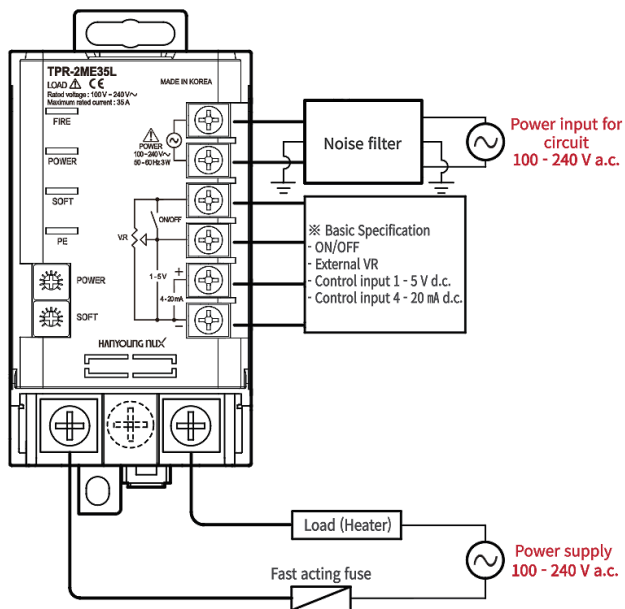 TPR-2ME35L
LOAD ⚠ CE
MADE IN KOREA
Rated voltage : 100 V ~ 240 V∿
Maximum rated current : 35 A
FIRE
POWER
SOFT
PE
POWER
100~240 V∿
50~60 Hz 3W
ON/OFF
V.R
1~5 V
4~20 mA
+
−
POWER
SOFT
HANYOUNG NUX
Noise filter
Power input for
circuit
100 - 240 V a.c.
※ Basic Specification
- ON/OFF
- External VR
- Control input 1 - 5 V d.c.
- Control input 4 - 20 ㎃ d.c.
Load (Heater)
Fast acting fuse
Power supply
100 - 240 V a.c.